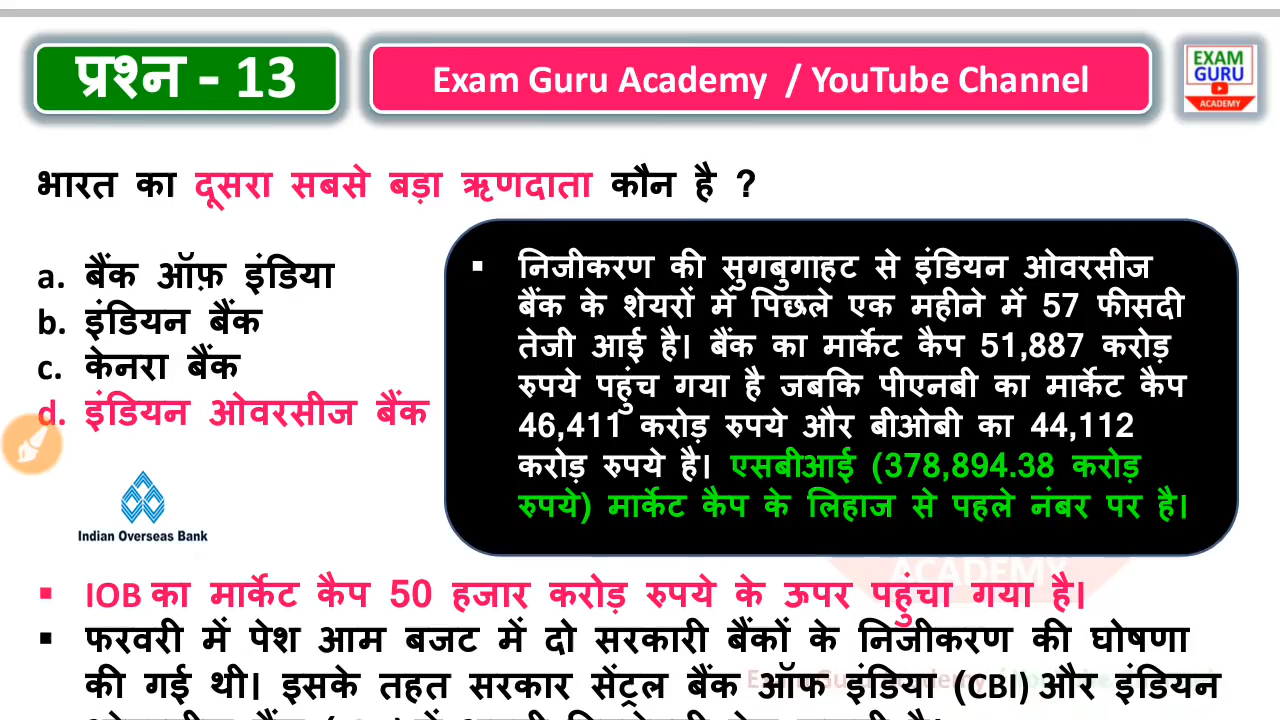 प्रश्न - 13
Exam Guru Academy / YouTube Channel
EXAM
GURU
ACADEMY
भारत का दूसरा सबसे बड़ा ऋणदाता कौन है ?
a. बैंक ऑफ़ इंडिया
b. इंडियन बैंक
c. केनरा बैंक
d. इंडियन ओवरसीज बैंक
Indian Overseas Bank
▪ निजीकरण की सुगबुगाहट से इंडियन ओवरसीज
बैंक के शेयरों में पिछले एक महीने में 57 फीसदी
तेजी आई है। बैंक का मार्केट कैप 51,887 करोड़
रुपये पहुंच गया है जबकि पीएनबी का मार्केट कैप
46,411 करोड़ रुपये और बीओबी का 44,112
करोड़ रुपये है। एसबीआई (378,894.38 करोड़
रुपये) मार्केट कैप के लिहाज से पहले नंबर पर है।
ACADEMY
▪ IOB का मार्केट कैप 50 हजार करोड़ रुपये के ऊपर पहुंचा गया है।
▪ फरवरी में पेश आम बजट में दो सरकारी बैंकों के निजीकरण की घोषणा
की गई थी। इसके तहत सरकार सेंट्रल बैंक ऑफ इंडिया (CBI) और इंडियन